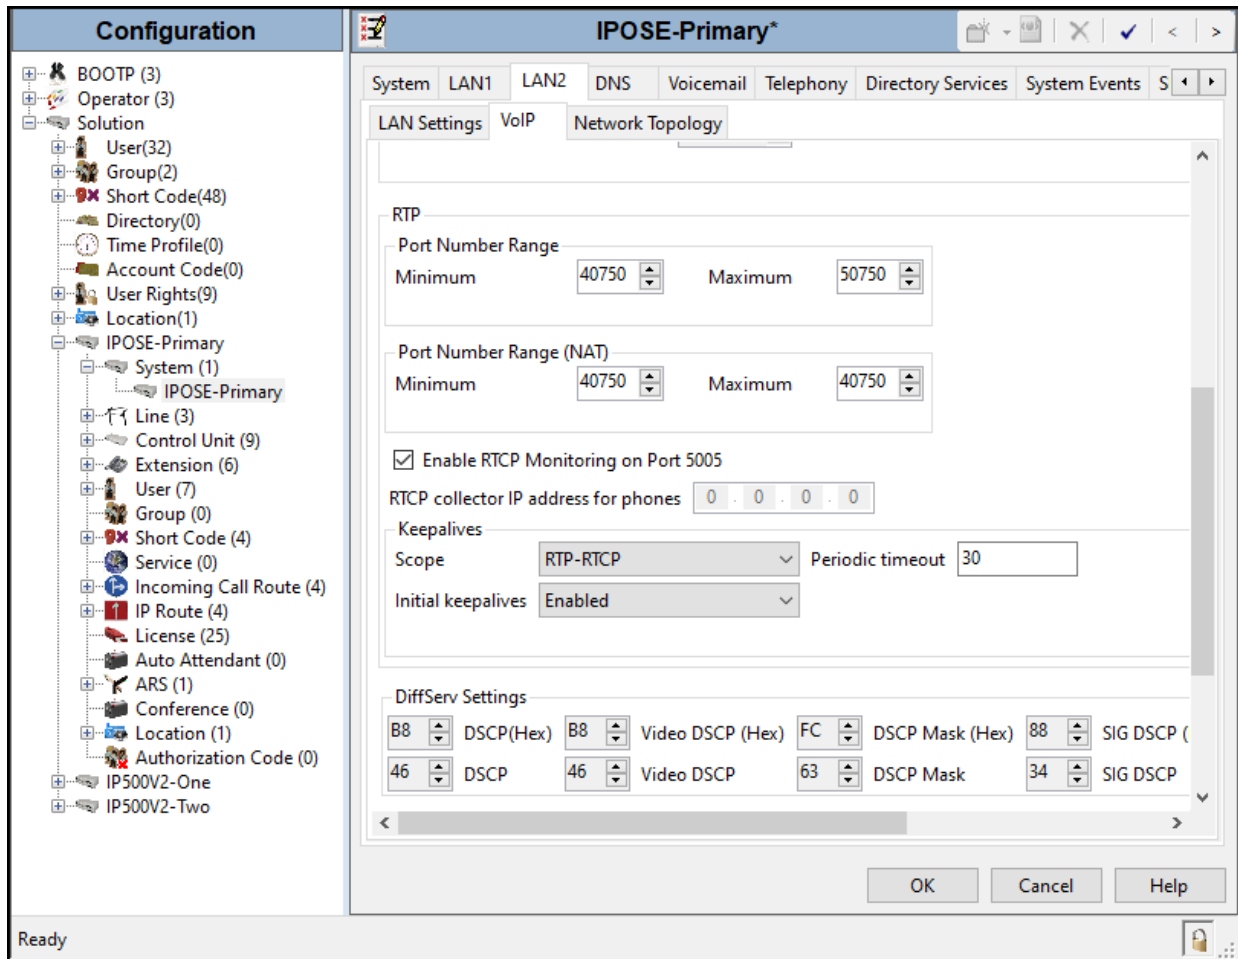 Configuration
BOOTP (3)
Operator (3)
Solution
User(32)
Group(2)
Short Code(48)
Directory(0)
Time Profile(0)
Account Code(0)
User Rights(9)
Location(1)
IPOSE-Primary
System (1)
IPOSE-Primary
Line (3)
Control Unit (9)
Extension (6)
User (7)
Group (0)
Short Code (4)
Service (0)
Incoming Call Route (4)
IP Route (4)
License (25)
Auto Attendant (0)
ARS (1)
Conference (0)
Location (1)
Authorization Code (0)
IP500V2-One
IP500V2-Two
IPOSE-Primary*
System LAN1 LAN2 DNS Voicemail Telephony Directory Services System Events S
LAN Settings VoIP Network Topology
RTP
Port Number Range
Minimum 40750 Maximum 50750
Port Number Range (NAT)
Minimum 40750 Maximum 40750
Enable RTCP Monitoring on Port 5005
RTCP collector IP address for phones 0 . 0 . 0 . 0
Keepalives
Scope RTP-RTCP Periodic timeout 30
Initial keepalives Enabled
DiffServ Settings
B8 DSCP(Hex) B8 Video DSCP (Hex) FC DSCP Mask (Hex) 88 SIG DSCP (
46 DSCP 46 Video DSCP 63 DSCP Mask 34 SIG DSCP
OK Cancel Help
Ready